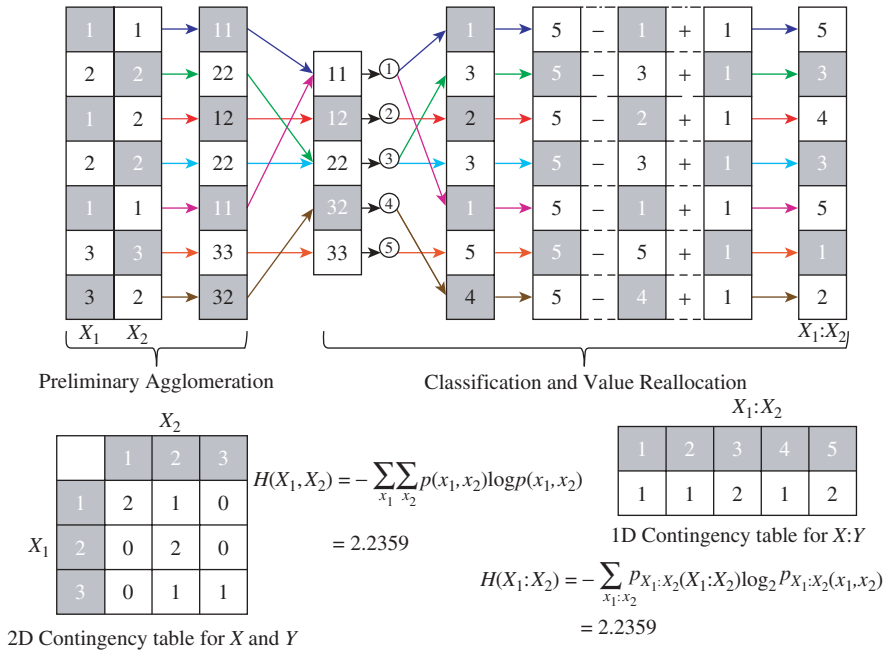 1 1 11 1 5 – 1 + 1 5
11 ①
2 2 22 3 5 – 3 + 1 3
12 ②
1 2 12 2 5 – 2 + 1 4
22 ③
2 2 22 3 5 – 3 + 1 3
32 ④
1 1 11 1 5 – 1 + 1 5
33 ⑤
3 3 33 5 5 – 5 + 1 1
3 2 32 4 5 – 4 + 1 2
X₁ X₂ X₁:X₂
Preliminary Agglomeration Classification and Value Reallocation
X₂
1 2 3
1 2 1 0
X₁ 2 0 2 0
3 0 1 1
2D Contingency table for X and Y
H(X₁,X₂) = – ∑x₁ ∑x₂ p(x₁,x₂)logp(x₁,x₂)
= 2.2359
X₁:X₂
1 2 3 4 5
1 1 2 1 2
1D Contingency table for X:Y
H(X₁:X₂) = – ∑x₁:x₂ pX₁:X₂(X₁:X₂)log₂ pX₁:X₂(x₁,x₂)
= 2.2359